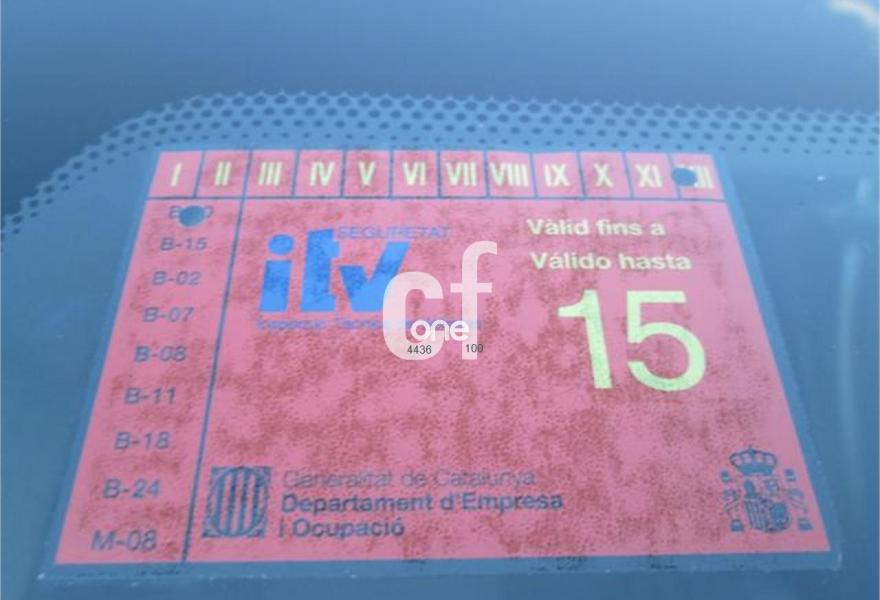 I II III IV V VI VII VIII IX X XI
B-15
B-02
B-07
B-08
B-11
B-18
B-24
M-08
SEGURETAT
itv
Vàlid fins a
Válido hasta
15
cf
one
4436 100
Generalitat de Catalunya
Departament d'Empresa
i Ocupació